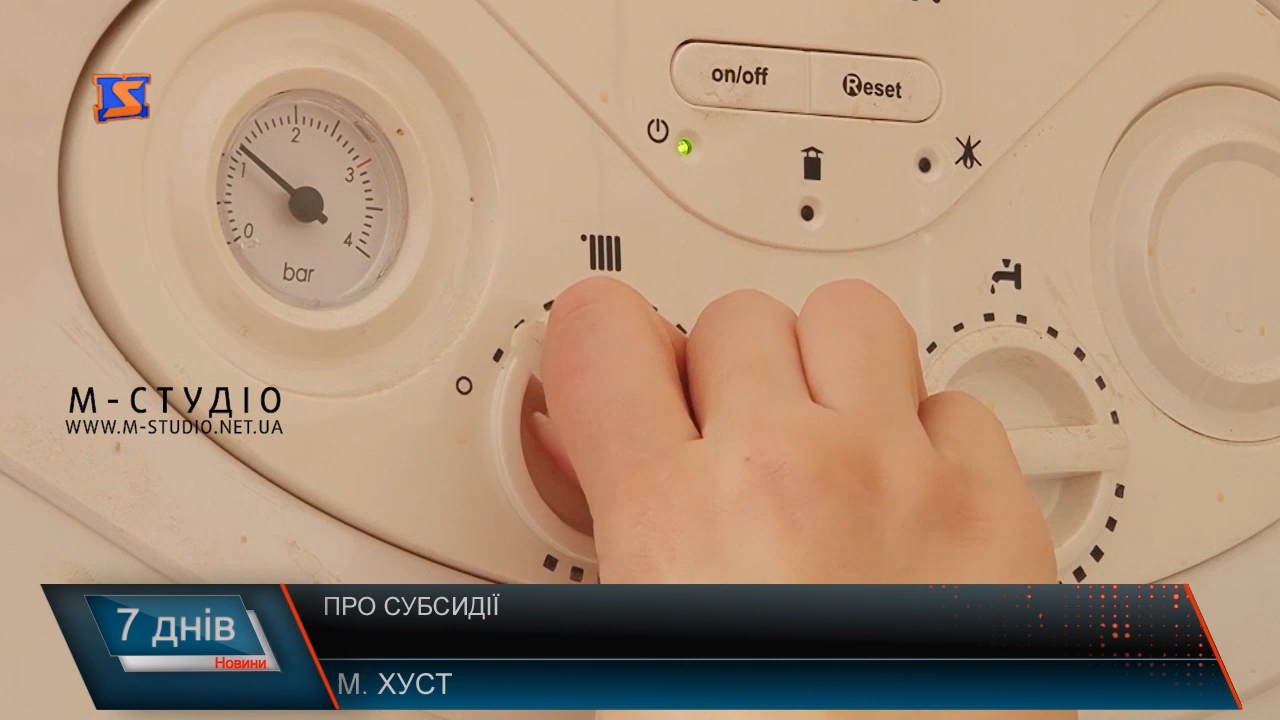 on/off
Reset
2
1
3
0
4
bar
М-СТУДІО
WWW.M-STUDIO.NET.UA
7 днів
Новини
ПРО СУБСИДІЇ
М. ХУСТ